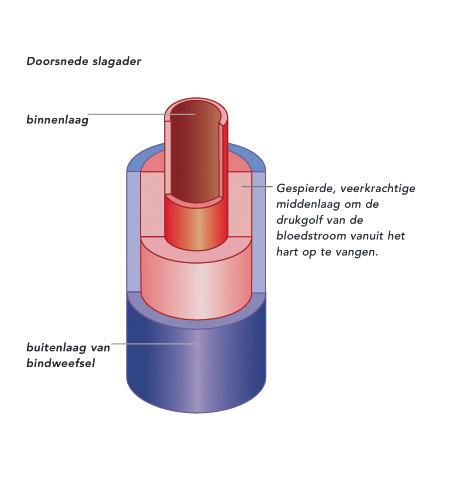 Doorsnede slagader
binnenlaag
Gespierde, veerkrachtige
middenlaag om de
drukgolf van de
bloedstroom vanuit het
hart op te vangen.
buitenlaag van
bindweefsel